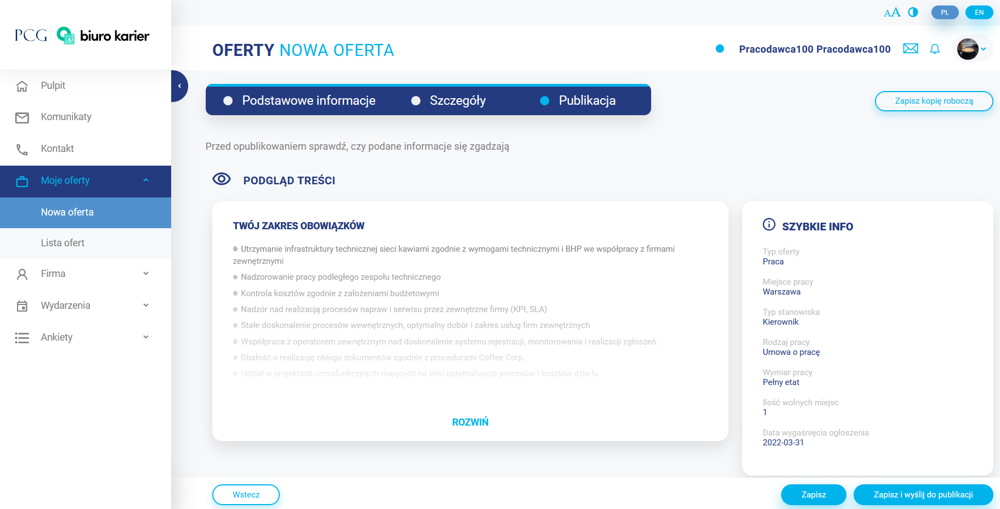 AA
PL
EN
PCG biuro karier
OFERTY NOWA OFERTA
Pracodawca100 Pracodawca100
Pulpit
Komunikaty
Kontakt
Moje oferty
Nowa oferta
Lista ofert
Firma
Wydarzenia
Ankiety
Podstawowe informacje
Szczegóły
Publikacja
Zapisz kopię roboczą
Przed opublikowaniem sprawdź, czy podane informacje się zgadzają
PODGLĄD TREŚCI
TWÓJ ZAKRES OBOWIĄZKÓW
Utrzymanie infrastruktury technicznej sieci kawiarni zgodnie z wymogami technicznymi i BHP we współpracy z firmami
zewnętrznymi
Nadzorowanie pracy podległego zespołu technicznego
Kontrola kosztów zgodnie z założeniami budżetowymi
Nadzór nad realizacją procesów napraw i serwisu przez zewnętrzne firmy (KPI, SLA)
Stałe doskonalenie procesów wewnętrznych, optymalny dobór i zakres usług firm zewnętrznych
Współpraca z operatorem zewnętrznym nad doskonalenie systemu rejestracji, monitorowania i realizacji zgłoszeń.
Dbałość o realizację obiegu dokumentów zgodnie z procedurami Coffee Corp.
Udział w projektach crossfunkcyjnych mających na celu optymalizację procesów i kosztów dzia-łu
ROZWIŃ
SZYBKIE INFO
Typ oferty
Praca
Miejsce pracy
Warszawa
Typ stanowiska
Kierownik
Rodzaj pracy
Umowa o pracę
Wymiar pracy
Pełny etat
Ilość wolnych miejsc
1
Data wygaśnięcia ogłoszenia
2022-03-31
Wstecz
Zapisz
Zapisz i wyślij do publikacji